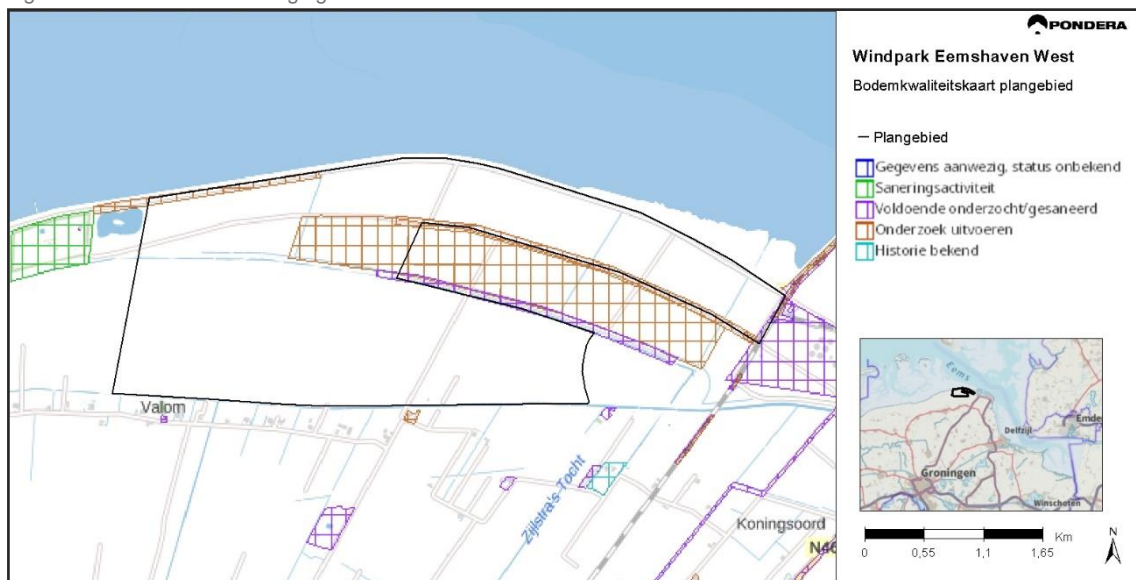 PONDERA
Windpark Eemshaven West
Bodemkwaliteitskaart plangebied
Plangebied
Gegevens aanwezig, status onbekend
Saneringsactiviteit
Voldoende onderzocht/gesaneerd
Onderzoek uitvoeren
Historie bekend
Valom
Zijlstra's-Tocht
Koningsoord
N46
Eems
Delfzijl
Emde
Groningen
Winschoten
Km
0 0,55 1,1 1,65
N